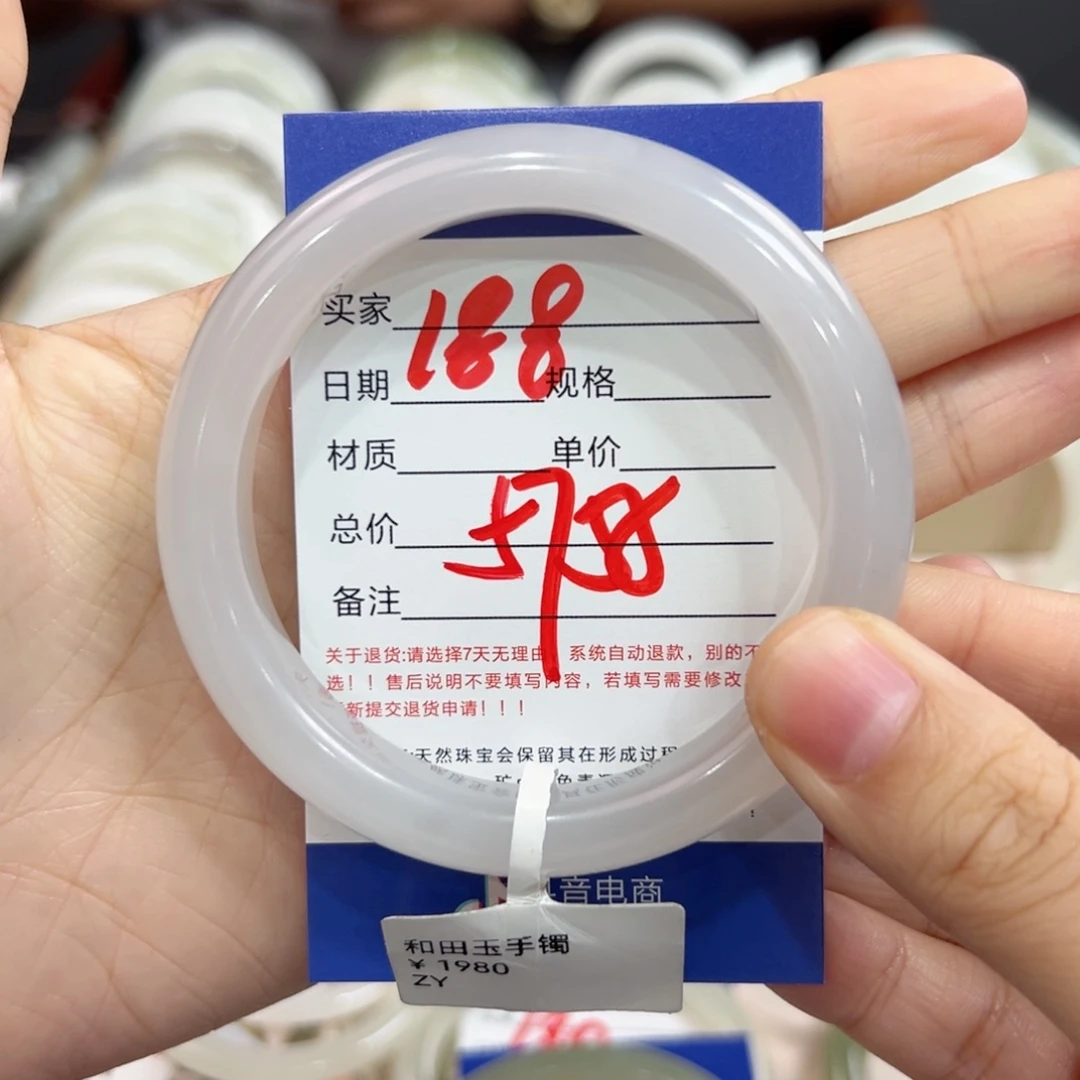 买家 188
日期 规格
材质 单价
总价 578
备注
关于退货:请选择7天无理由 系统自动退款，别的不
选！！售后说明不要填写内容，若填写需要修改
新提交退货申请！！！
天然珠宝会保留其在形成过程
音电商
和田玉手镯
¥ 1980
ZY